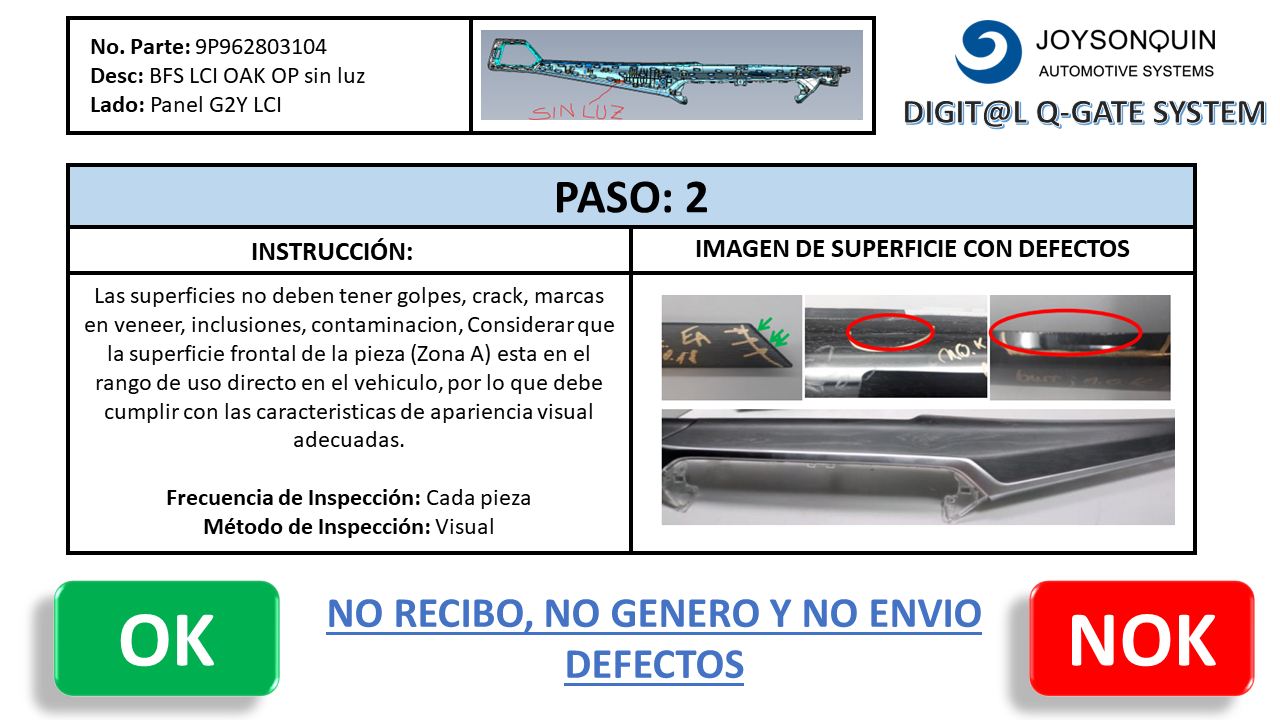 No. Parte: 9P962803104
Desc: BFS LCI OAK OP sin luz
Lado: Panel G2Y LCI
SIN LUZ
JOYSONQUIN
AUTOMOTIVE SYSTEMS
DIGIT@L Q-GATE SYSTEM
PASO: 2
INSTRUCCIÓN:
IMAGEN DE SUPERFICIE CON DEFECTOS
Las superficies no deben tener golpes, crack, marcas
en veneer, inclusiones, contaminacion, Considerar que
la superficie frontal de la pieza (Zona A) esta en el
rango de uso directo en el vehiculo, por lo que debe
cumplir con las caracteristicas de apariencia visual
adecuadas.
Frecuencia de Inspección: Cada pieza
Método de Inspección: Visual
EA
OK
NO RECIBO, NO GENERO Y NO ENVIO
DEFECTOS
NOK